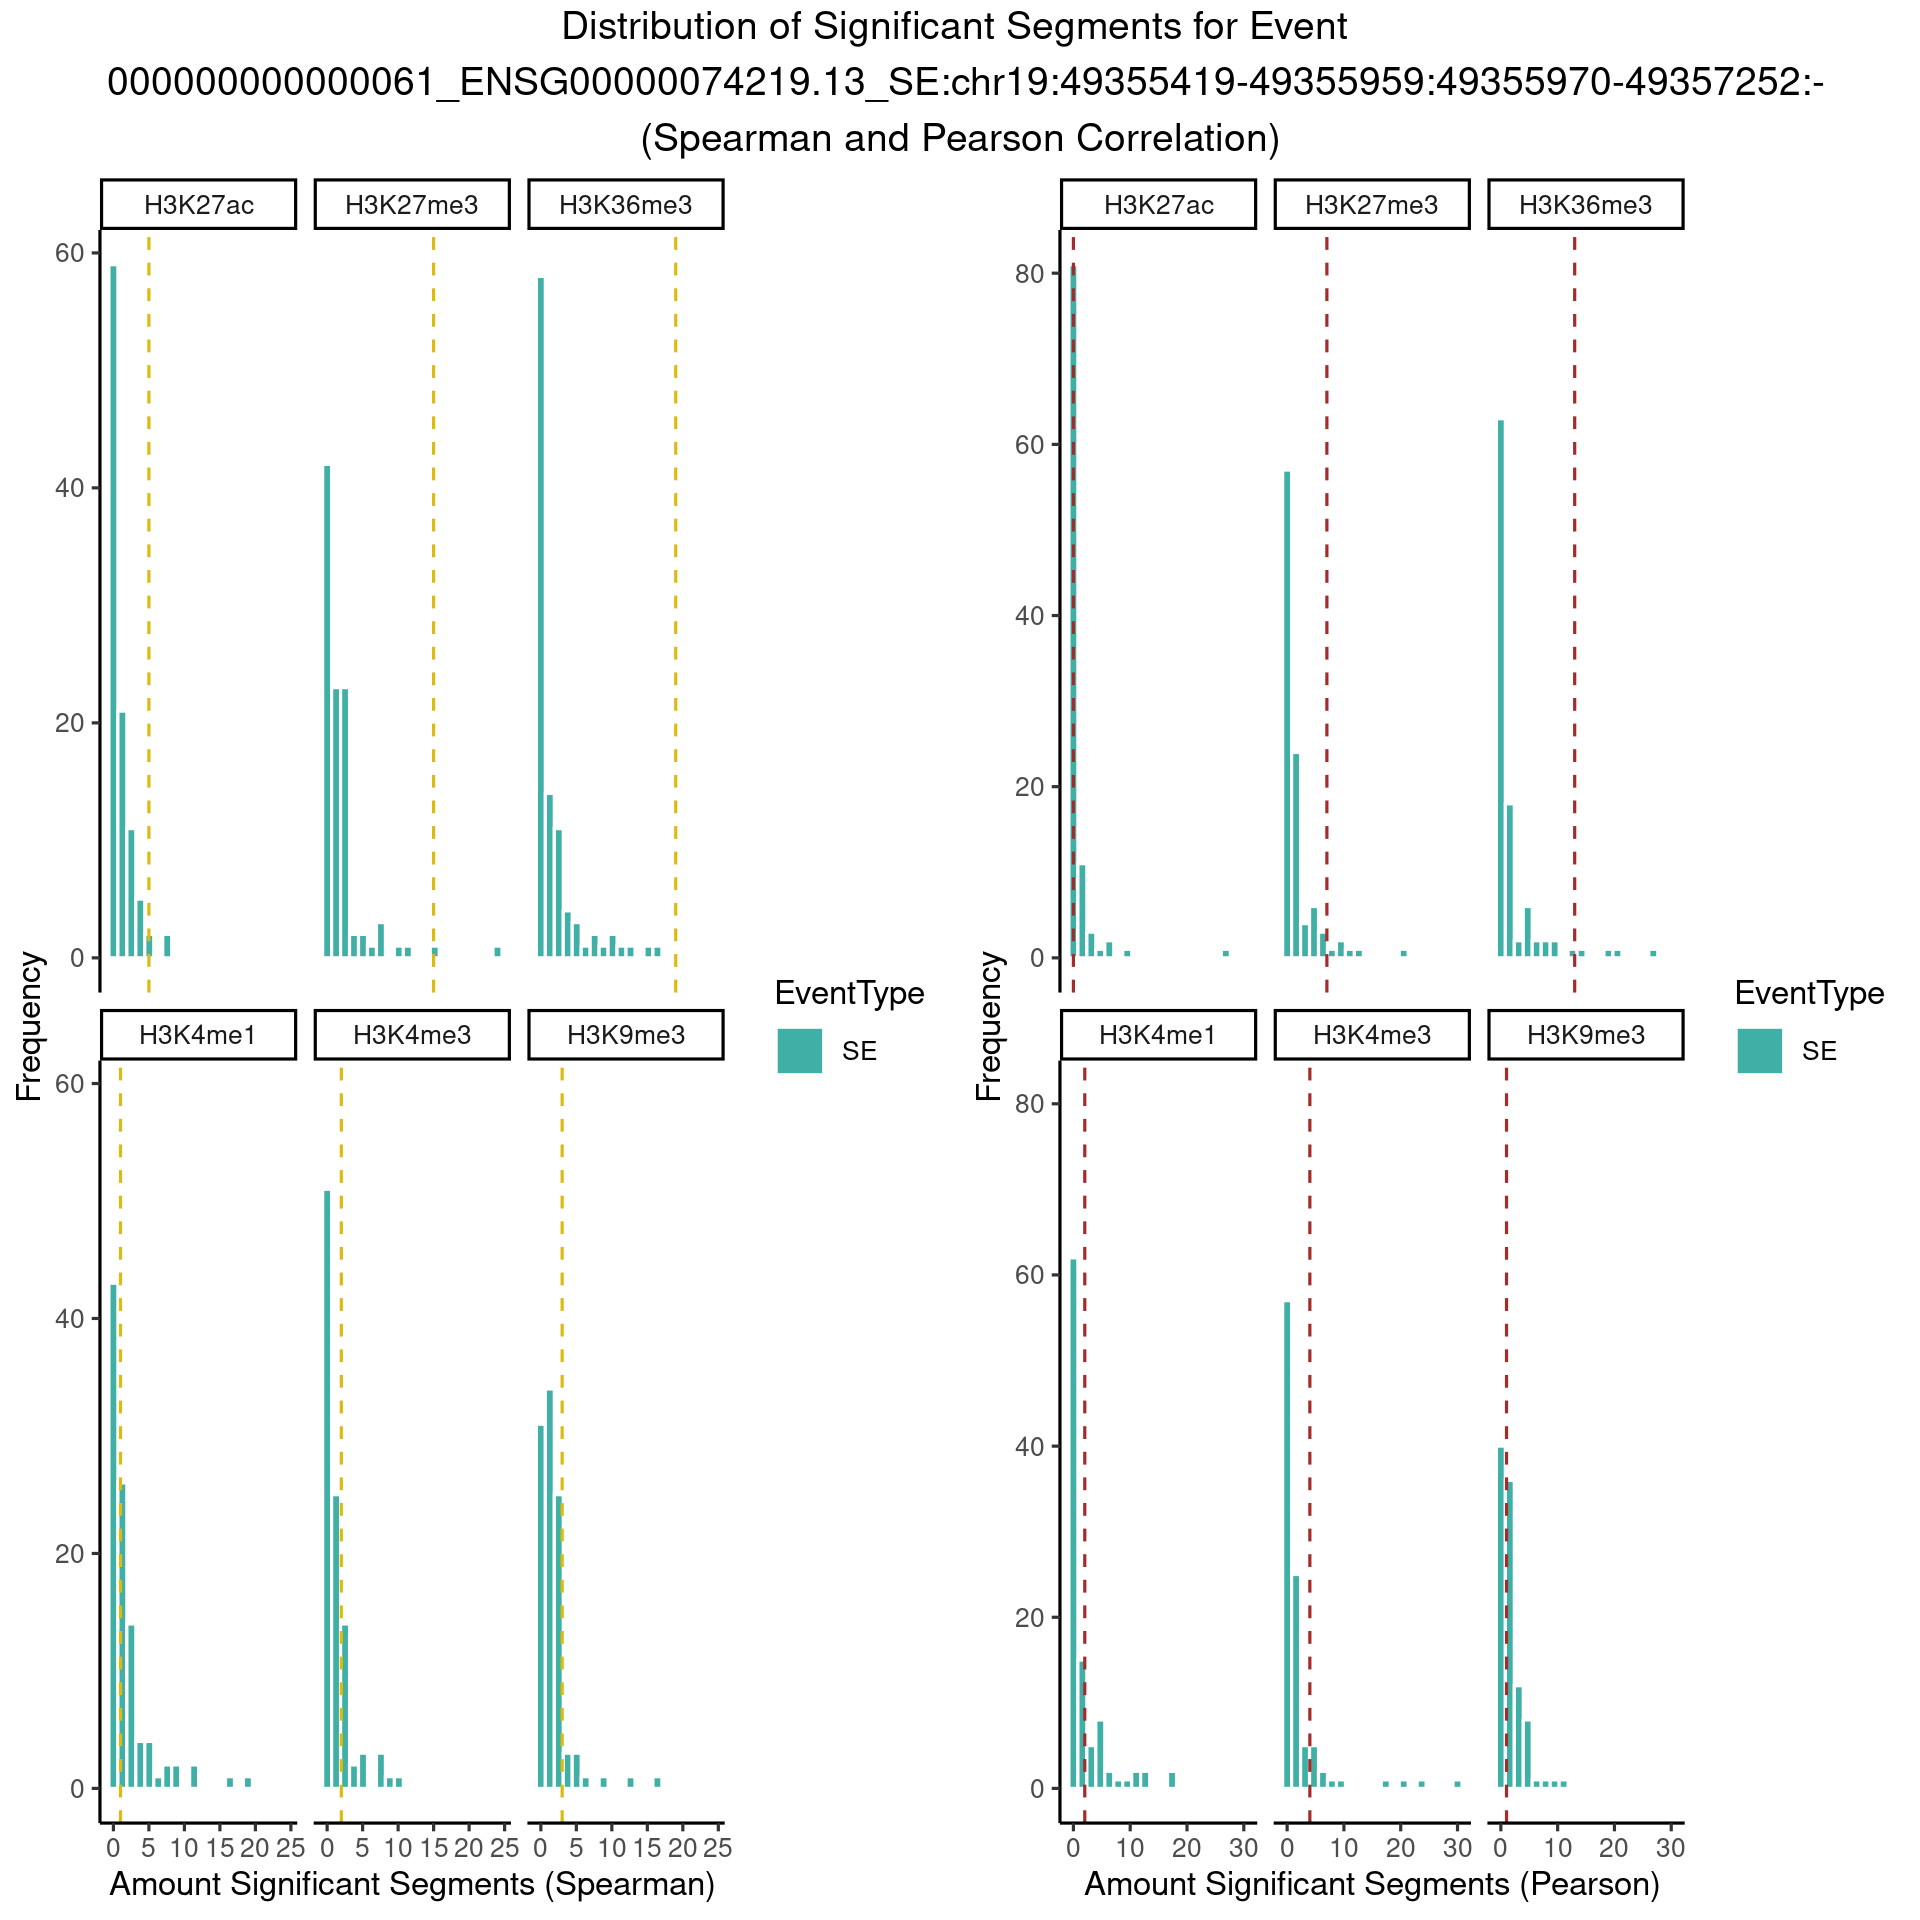 Distribution of Significant Segments for Event
000000000000061_ENSG00000074219.13_SE:chr19:49355419-49355959:49355970-49357252:-
(Spearman and Pearson Correlation)
H3K27ac H3K27me3 H3K36me3
60
40
20
0
H3K4me1 H3K4me3 H3K9me3
60
40
20
0
0 5 10 15 20 25 0 5 10 15 20 25 0 5 10 15 20 25
Frequency
Amount Significant Segments (Spearman)
EventType
SE
H3K27ac H3K27me3 H3K36me3
80
60
40
20
0
H3K4me1 H3K4me3 H3K9me3
80
60
40
20
0
0 10 20 30 0 10 20 30 0 10 20 30
Frequency
Amount Significant Segments (Pearson)
EventType
SE